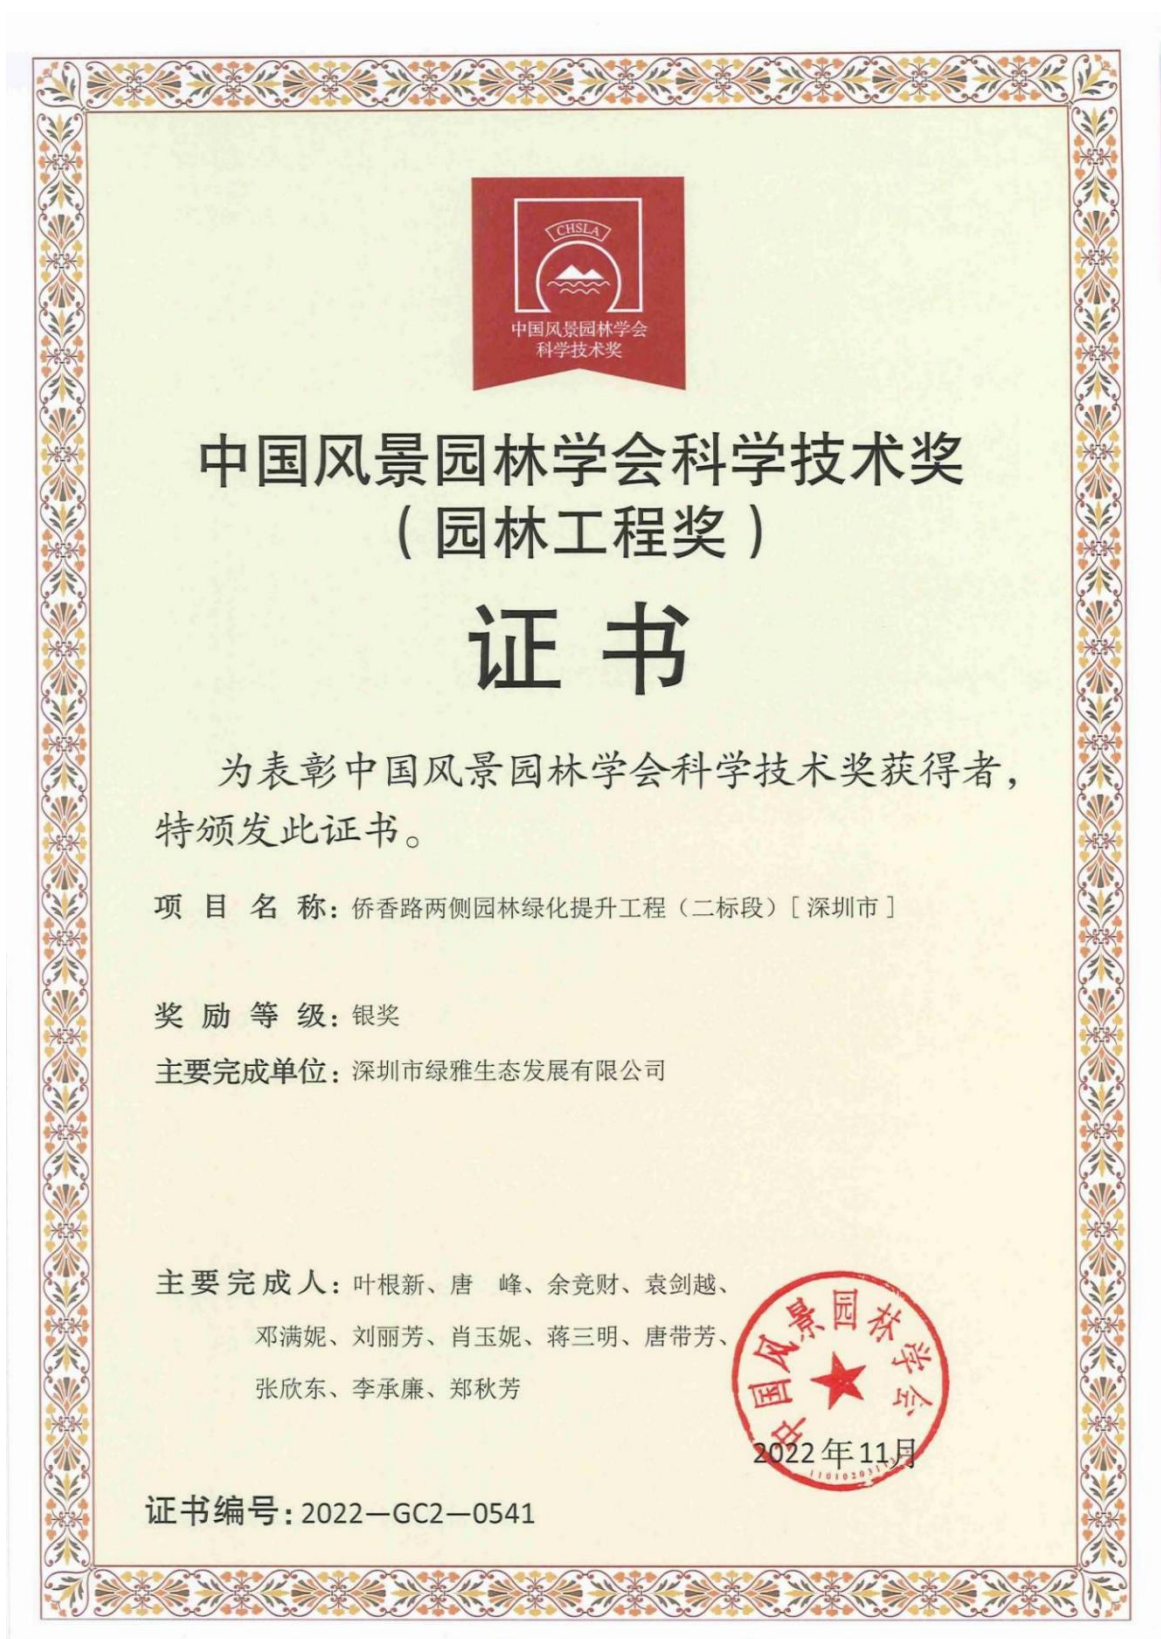 CHSLA
中国风景园林学会
科学技术奖
中国风景园林学会科学技术奖
（园林工程奖）
证书
为表彰中国风景园林学会科学技术奖获得者，
特颁发此证书。
项目名称：侨香路两侧园林绿化提升工程（二标段）[ 深圳市 ]
奖励等级：银奖
主要完成单位：深圳市绿雅生态发展有限公司
主要完成人：叶根新、唐　峰、余竞财、袁剑越、
邓满妮、刘丽芳、肖玉妮、蒋三明、唐带芳、
张欣东、李承廉、郑秋芳
中国风景园林学会
2022年11月
证书编号：2022—GC2—0541